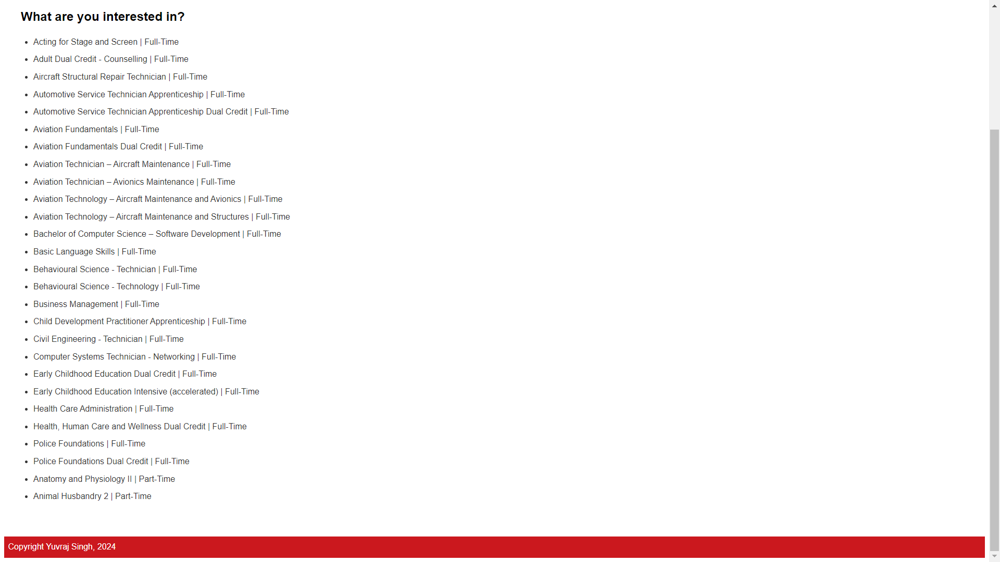 What are you interested in?
Acting for Stage and Screen | Full-Time
Adult Dual Credit - Counselling | Full-Time
Aircraft Structural Repair Technician | Full-Time
Automotive Service Technician Apprenticeship | Full-Time
Automotive Service Technician Apprenticeship Dual Credit | Full-Time
Aviation Fundamentals | Full-Time
Aviation Fundamentals Dual Credit | Full-Time
Aviation Technician – Aircraft Maintenance | Full-Time
Aviation Technician – Avionics Maintenance | Full-Time
Aviation Technology – Aircraft Maintenance and Avionics | Full-Time
Aviation Technology – Aircraft Maintenance and Structures | Full-Time
Bachelor of Computer Science – Software Development | Full-Time
Basic Language Skills | Full-Time
Behavioural Science - Technician | Full-Time
Behavioural Science - Technology | Full-Time
Business Management | Full-Time
Child Development Practitioner Apprenticeship | Full-Time
Civil Engineering - Technician | Full-Time
Computer Systems Technician - Networking | Full-Time
Early Childhood Education Dual Credit | Full-Time
Early Childhood Education Intensive (accelerated) | Full-Time
Health Care Administration | Full-Time
Health, Human Care and Wellness Dual Credit | Full-Time
Police Foundations | Full-Time
Police Foundations Dual Credit | Full-Time
Anatomy and Physiology II | Part-Time
Animal Husbandry 2 | Part-Time
Copyright Yuvraj Singh, 2024